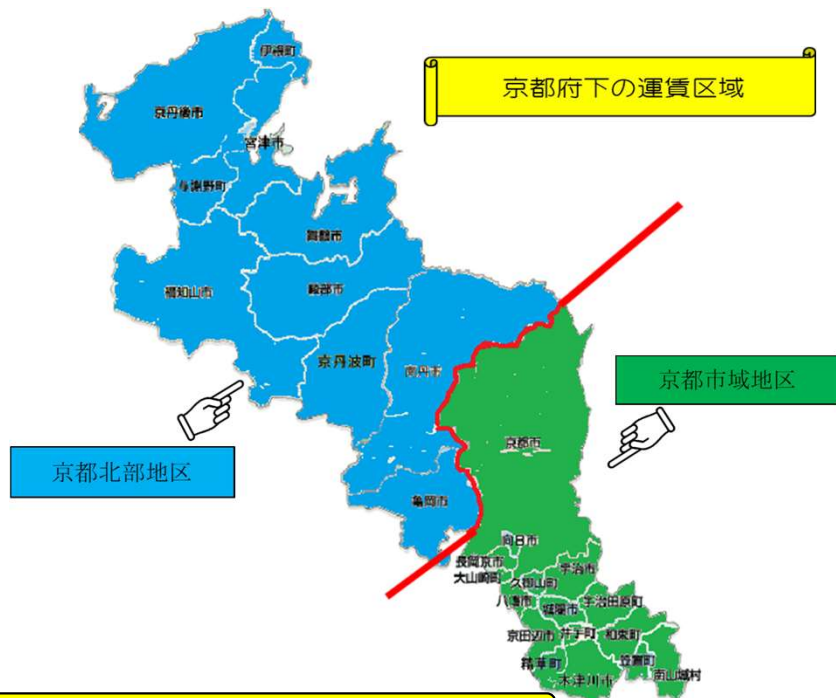 京都府下の運賃区域
伊根町
京丹後市
宮津市
与謝野町
舞鶴市
福知山市
綾部市
京丹波町
南丹市
京都市域地区
京都市
京都北部地区
亀岡市
向日市
長岡京市
宇治市
大山崎町
久御山町
八幡市
城陽市
宇治田原町
京田辺市
井手町
和束町
精華町
笠置町
木津川市
南山城村